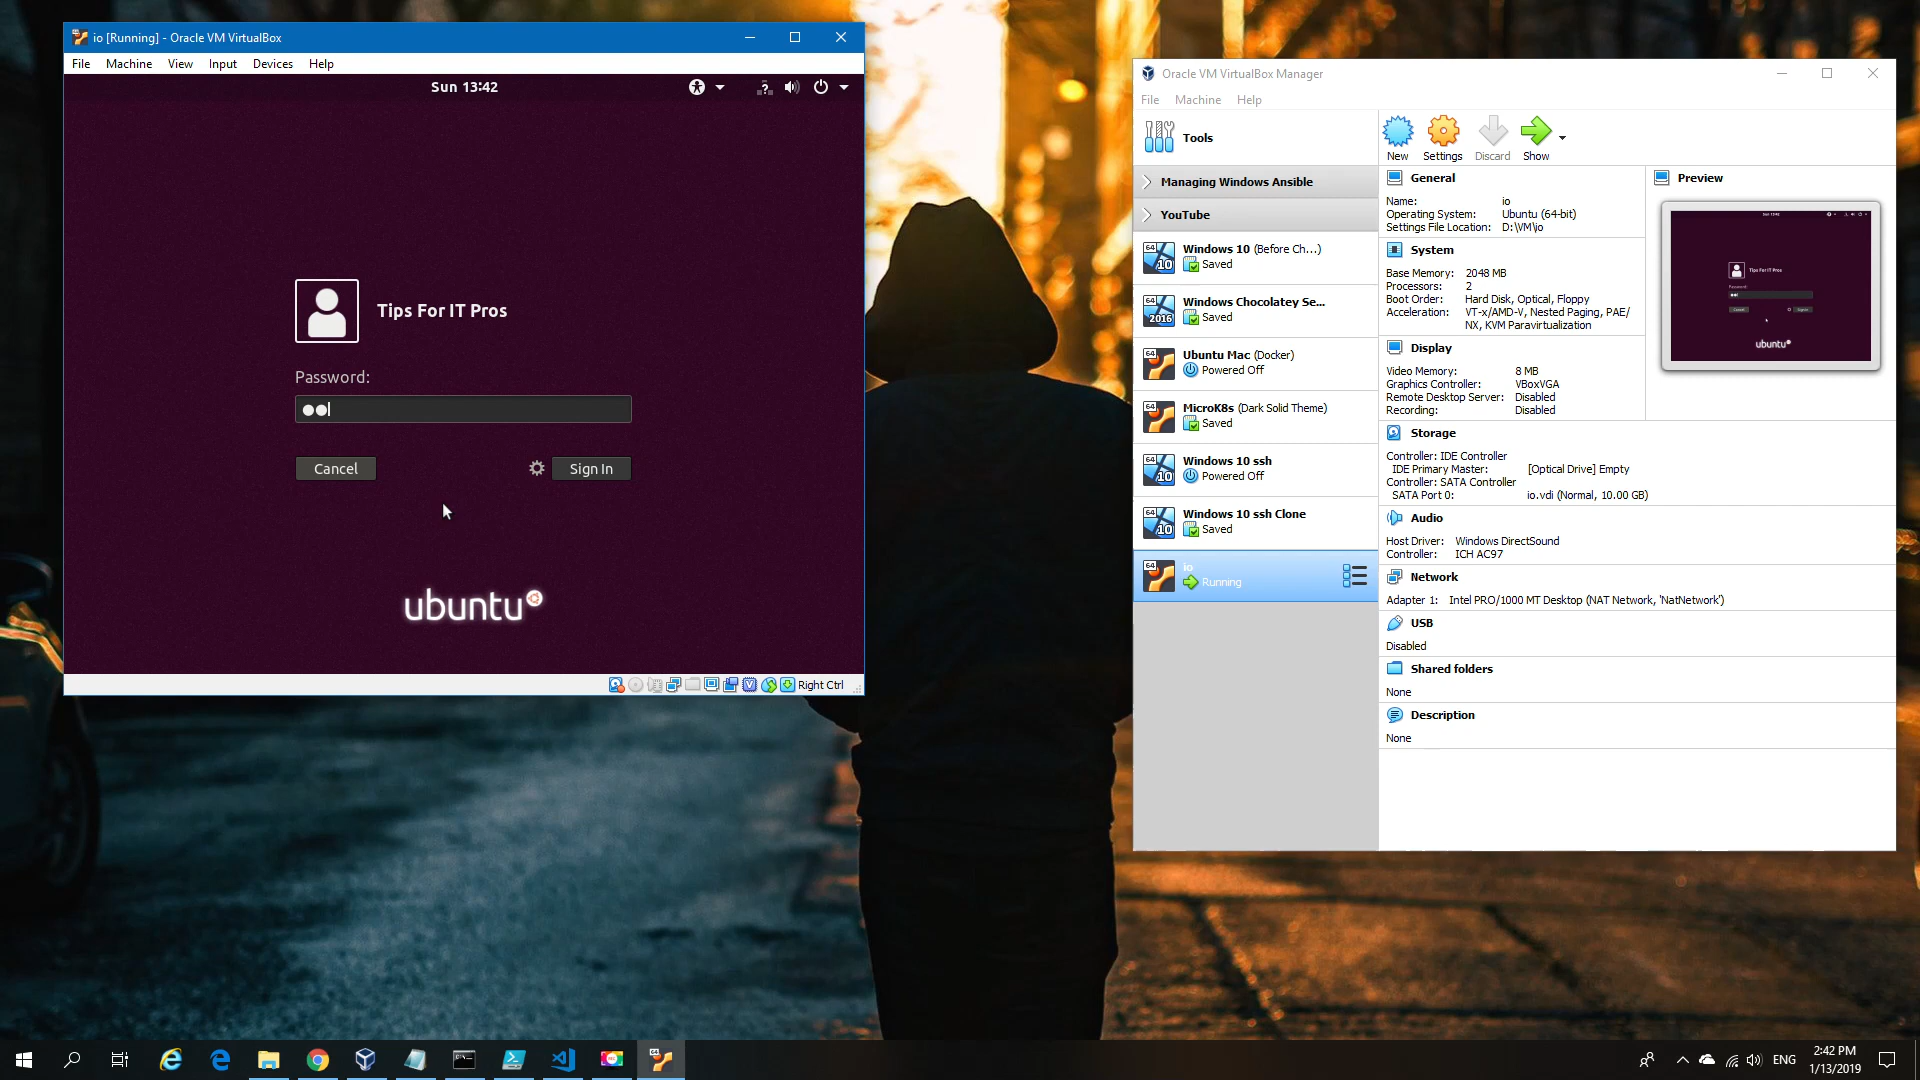 io [Running] - Oracle VM VirtualBox
File Machine View Input Devices Help
Sun 13:42
Tips For IT Pros
Password:
Cancel
Sign In
ubuntu
Right Ctrl
Oracle VM VirtualBox Manager
File Machine Help
Tools
New Settings Discard Show
Managing Windows Ansible
YouTube
Windows 10 (Before Ch...)
Saved
Windows Chocolatey Se...
Saved
Ubuntu Mac (Docker)
Powered Off
MicroK8s (Dark Solid Theme)
Saved
Windows 10 ssh
Powered Off
Windows 10 ssh Clone
Saved
io
Running
General
Name: io
Operating System: Ubuntu (64-bit)
Settings File Location: D:\VM\io
System
Base Memory: 2048 MB
Processors: 2
Boot Order: Hard Disk, Optical, Floppy
Acceleration: VT-x/AMD-V, Nested Paging, PAE/
NX, KVM Paravirtualization
Display
Video Memory: 8 MB
Graphics Controller: VBoxVGA
Remote Desktop Server: Disabled
Recording: Disabled
Preview
Tips For IT Pros
ubuntu
Storage
Controller: IDE Controller
IDE Primary Master: [Optical Drive] Empty
Controller: SATA Controller
SATA Port 0: io.vdi (Normal, 10.00 GB)
Audio
Host Driver: Windows DirectSound
Controller: ICH AC97
Network
Adapter 1: Intel PRO/1000 MT Desktop (NAT Network, 'NatNetwork')
USB
Disabled
Shared folders
None
Description
None
ENG
2:42 PM
1/13/2019